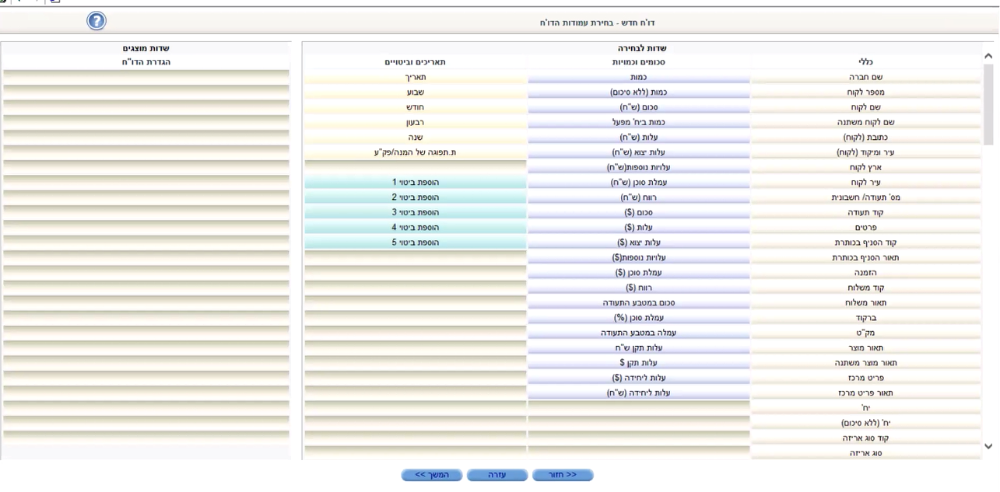 דו'ח חדש - בחירת עמודות הדו'ח
?
שדות לבחירה
שדות מוצגים
כללי סכומים וכמויות תאריכים וביטויים הגדרת הדו"ח
שם חברה כמות תאריך
מספר לקוח כמות (ללא סיכום) שבוע
שם לקוח סכום (ש"ח) חודש
שם לקוח משתנה כמות ביח' מפעל רבעון
כתובת (לקוח) עלות (ש"ח) שנה
עיר ומיקוד (לקוח) עלות יצוא (ש"ח) ת.תפוגה של המנה/פק"ע
ארץ לקוח עלויות נוספות(ש"ח)
עיר לקוח עמלת סוכן (ש"ח) הוספת ביטוי 1
מס' תעודה/ חשבונית רווח (ש"ח) הוספת ביטוי 2
קוד תעודה סכום ($) הוספת ביטוי 3
פרטים עלות ($) הוספת ביטוי 4
קוד הסניף בכותרת עלות יצוא ($) הוספת ביטוי 5
תאור הסניף בכותרת עלויות נוספות($)
הזמנה עמלת סוכן ($)
קוד משלוח רווח ($)
תאור משלוח סכום במטבע התעודה
ברקוד עמלת סוכן (%)
מק"ט עמלה במטבע התעודה
תאור מוצר עלות תקן ש"ח
תאור מוצר משתנה עלות תקן $
פריט מרכז עלות ליחידה ($)
תאור פריט מרכז עלות ליחידה (ש"ח)
יח'
יח' (ללא סיכום)
קוד סוג אריזה
סוג אריזה
<< חזור עזרה המשך >>